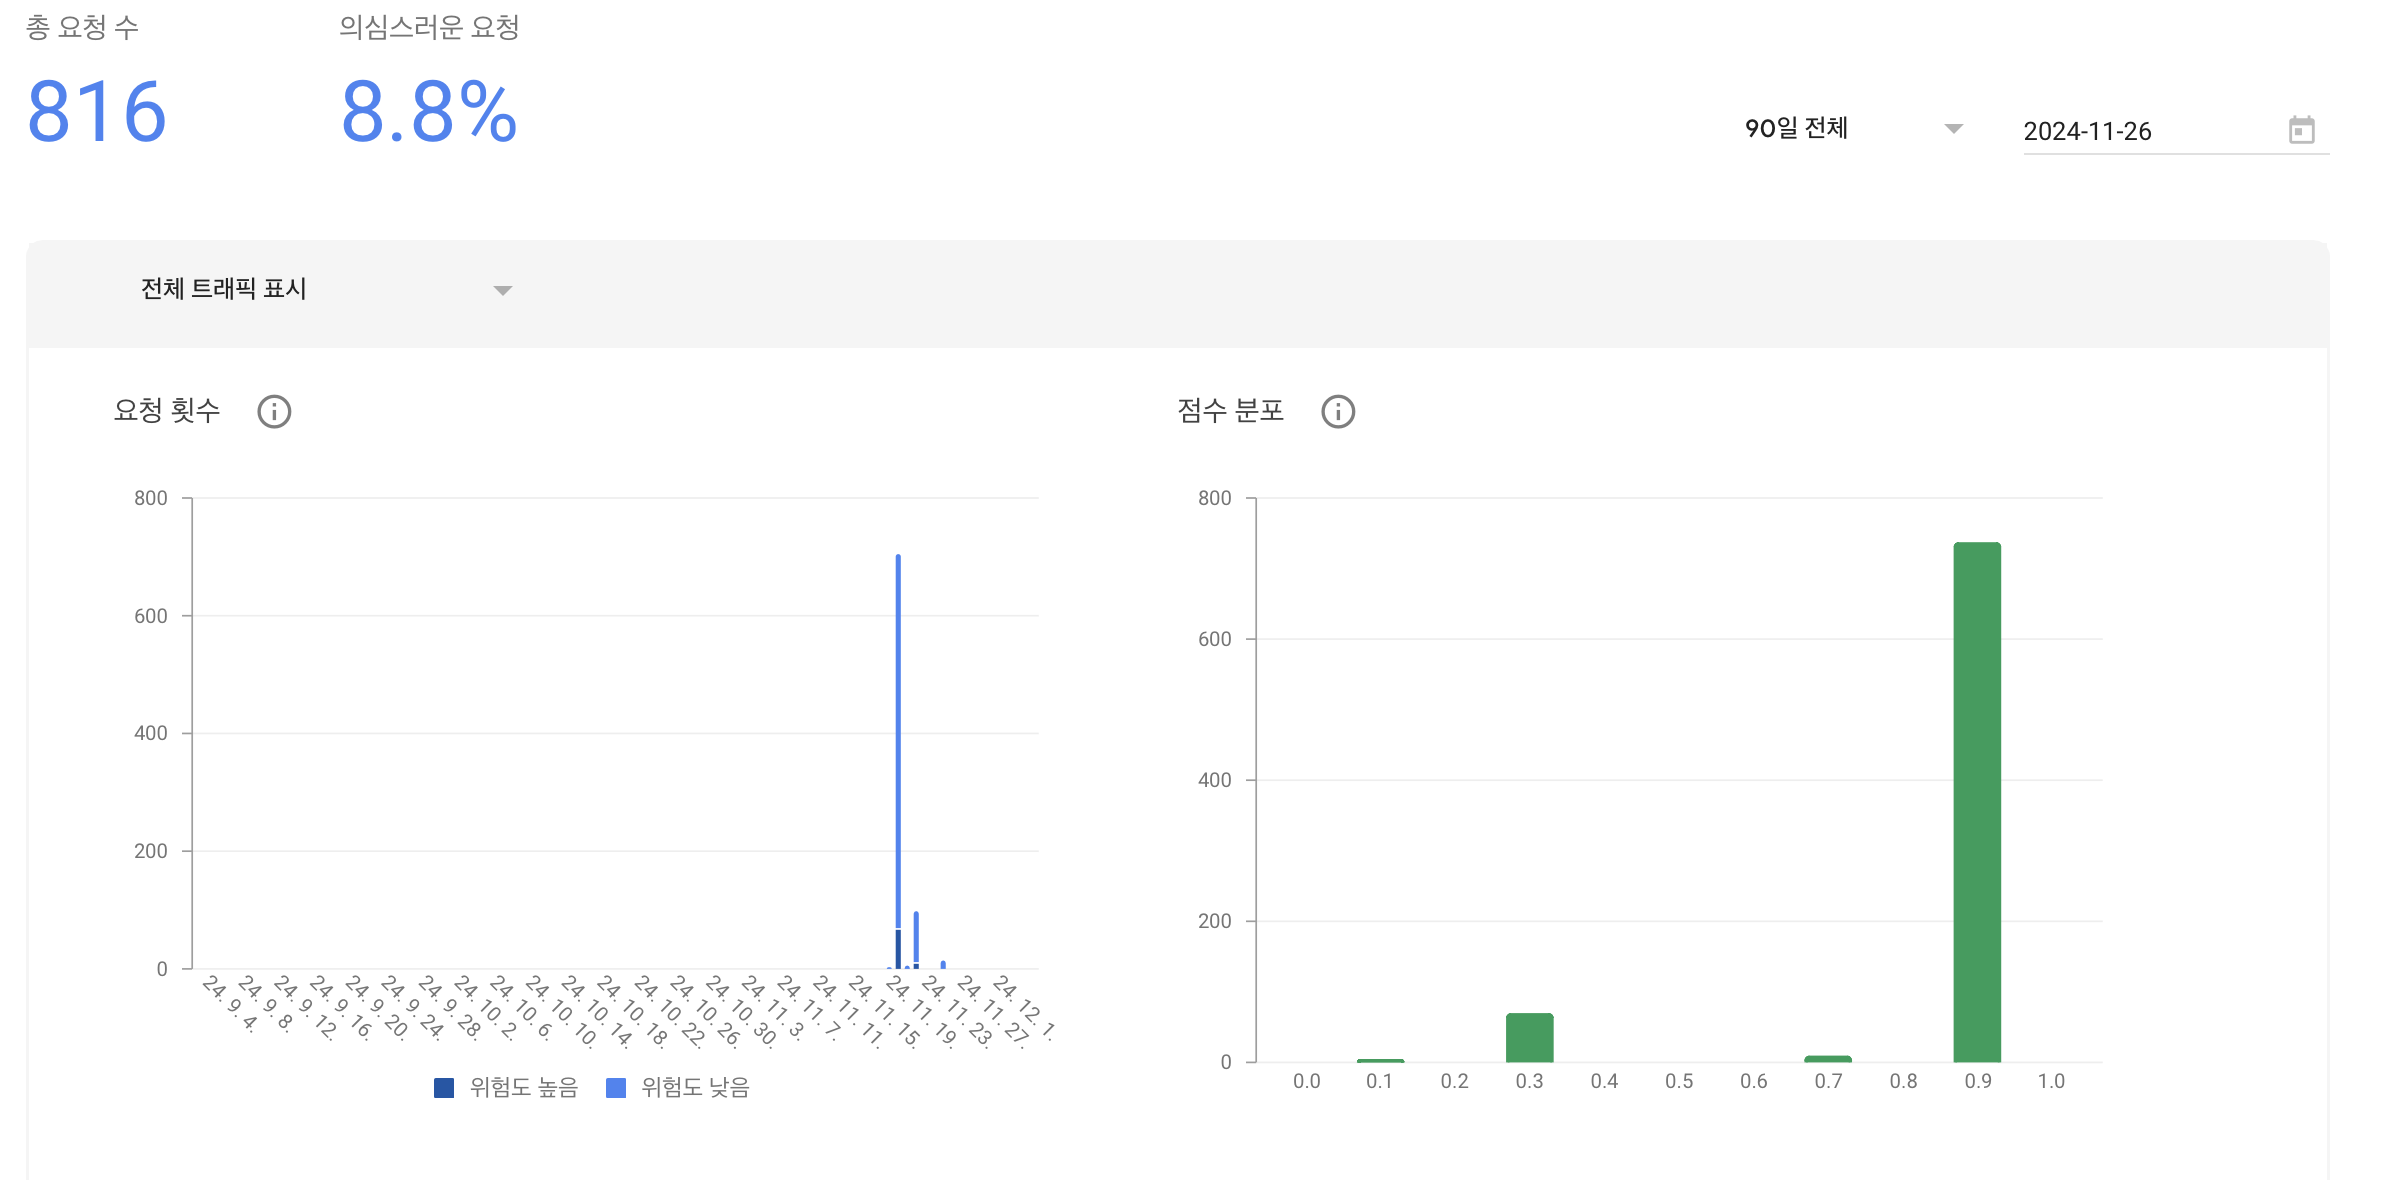 총 요청 수
816
의심스러운 요청
8.8%
90일 전체
2024-11-26
전체 트래픽 표시
요청 횟수
800
600
400
200
0
24. 9. 4.
24. 9. 8.
24. 9. 12.
24. 9. 16.
24. 9. 20.
24. 9. 24.
24. 9. 28.
24. 10. 2.
24. 10. 6.
24. 10. 10.
24. 10. 14.
24. 10. 18.
24. 10. 22.
24. 10. 26.
24. 10. 30.
24. 11. 3.
24. 11. 7.
24. 11. 11.
24. 11. 15.
24. 11. 19.
24. 11. 23.
24. 11. 27.
24. 12. 1.
위험도 높음
위험도 낮음
점수 분포
800
600
400
200
0
0.0
0.1
0.2
0.3
0.4
0.5
0.6
0.7
0.8
0.9
1.0